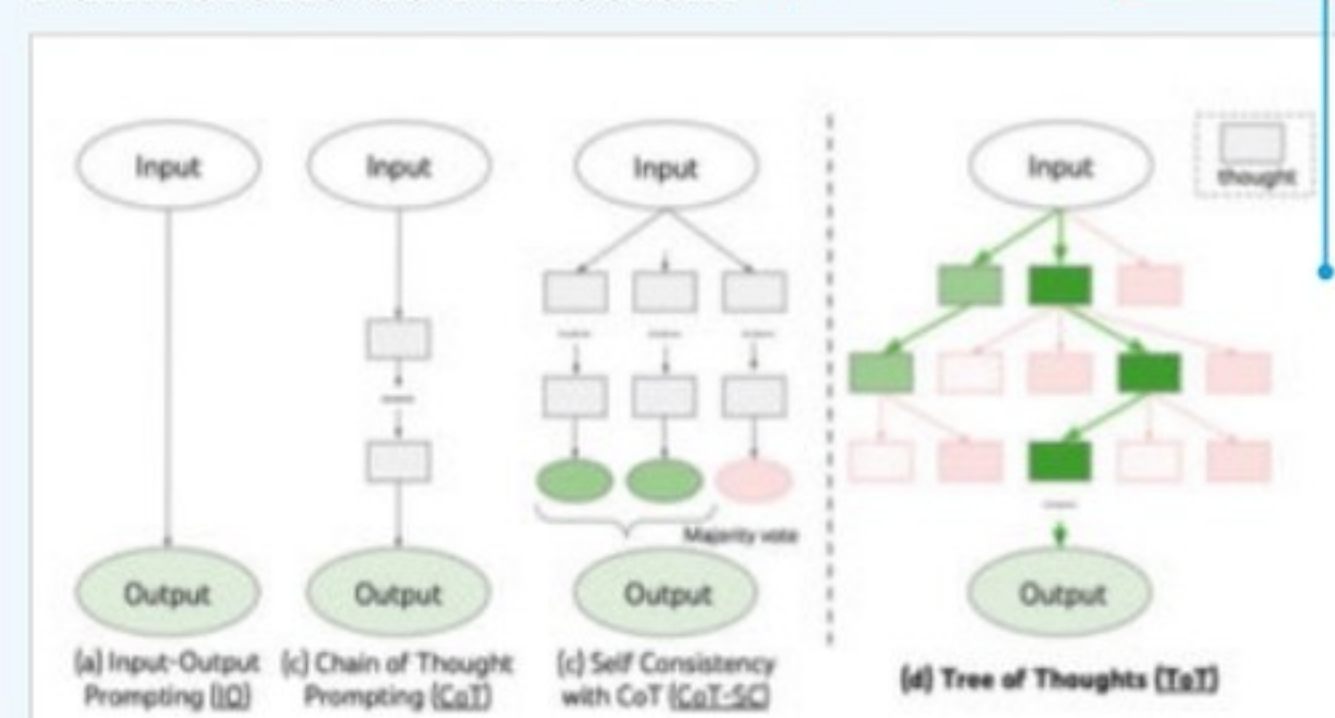 Input
Input
Input
Input
thought
Majority vote
Output
Output
Output
Output
(a) Input-Output
Prompting (IO)
(c) Chain of Thought
Prompting (CoT)
(c) Self Consistency
with CoT (CoT-SC)
(d) Tree of Thoughts (ToT)